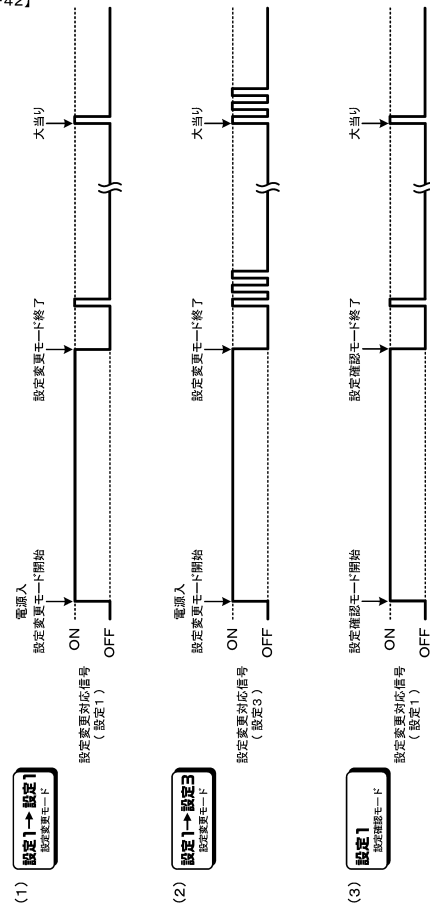 42】
(1)
設定1→設定1
設定変更モード
設定変更対応信号
(設定1)
ON
OFF
電源入
設定変更モード開始
設定変更モード終了
大当り
(2)
設定1→設定3
設定変更モード
設定変更対応信号
(設定3)
ON
OFF
電源入
設定変更モード開始
設定変更モード終了
大当り
(3)
設定1
設定確認モード
設定変更対応信号
(設定1)
ON
OFF
設定確認モード開始
設定確認モード終了
大当り